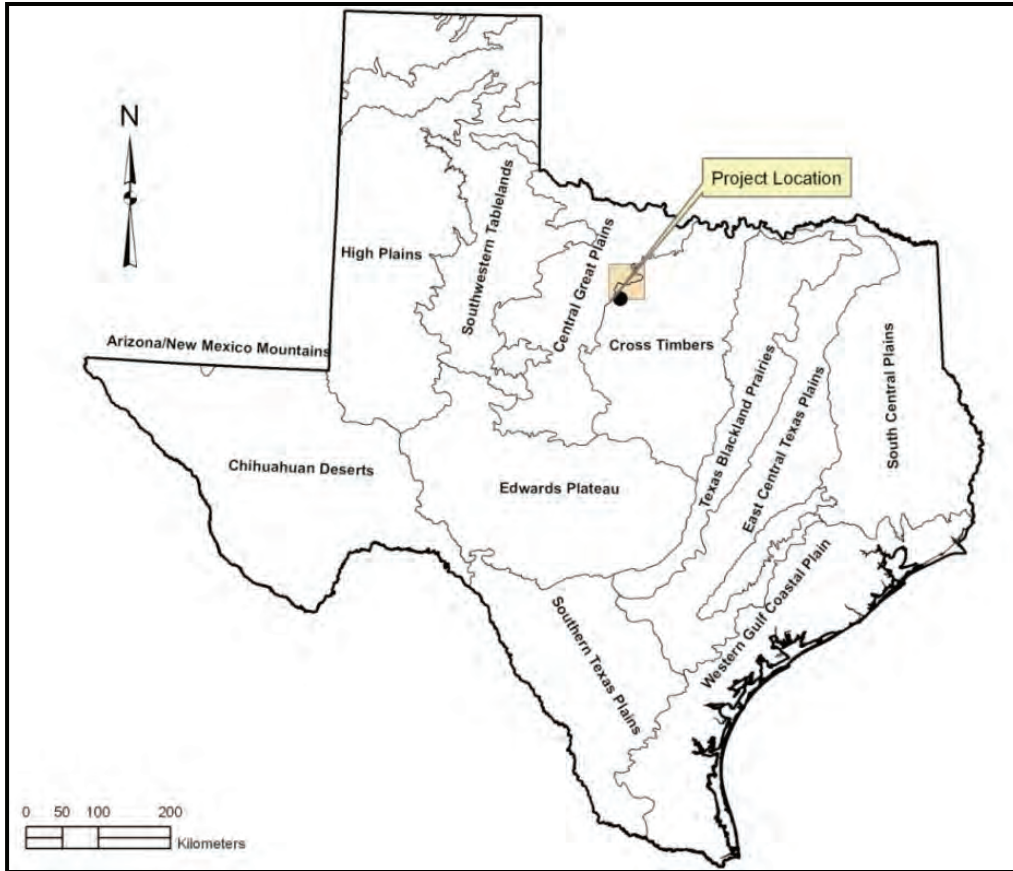 N
Project Location
High Plains
Southwestern Tablelands
Central Great Plains
Arizona/New Mexico Mountains
Cross Timbers
Texas Blackland Prairies
East Central Texas Plains
South Central Plains
Chihuahuan Deserts
Edwards Plateau
Western Gulf Coastal Plain
Southern Texas Plains
0 50 100 200
Kilometers